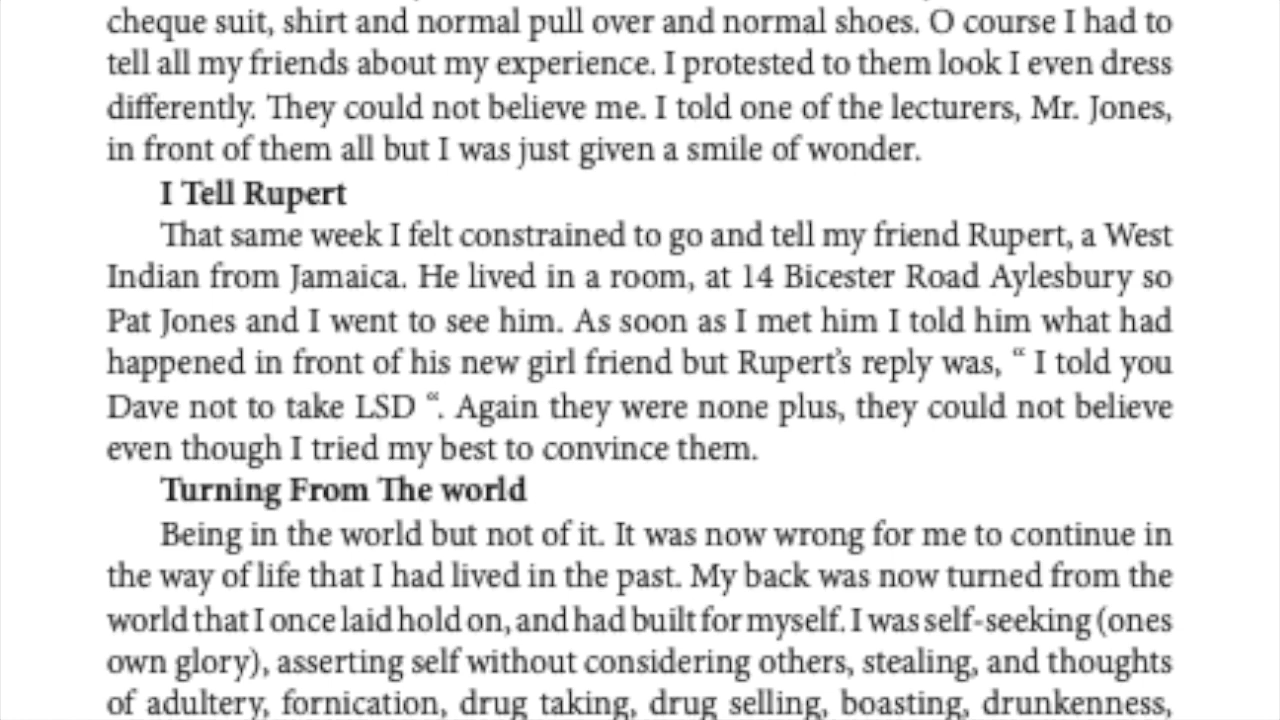 cheque suit, shirt and normal pull over and normal shoes. O course I had to
tell all my friends about my experience. I protested to them look I even dress
differently. They could not believe me. I told one of the lecturers, Mr. Jones,
in front of them all but I was just given a smile of wonder.
I Tell Rupert
That same week I felt constrained to go and tell my friend Rupert, a West
Indian from Jamaica. He lived in a room, at 14 Bicester Road Aylesbury so
Pat Jones and I went to see him. As soon as I met him I told him what had
happened in front of his new girl friend but Rupert’s reply was, “ I told you
Dave not to take LSD “. Again they were none plus, they could not believe
even though I tried my best to convince them.
Turning From The world
Being in the world but not of it. It was now wrong for me to continue in
the way of life that I had lived in the past. My back was now turned from the
world that I once laid hold on, and had built for myself. I was self-seeking (ones
own glory), asserting self without considering others, stealing, and thoughts
of adultery, fornication, drug taking, drug selling, boasting, drunkenness,